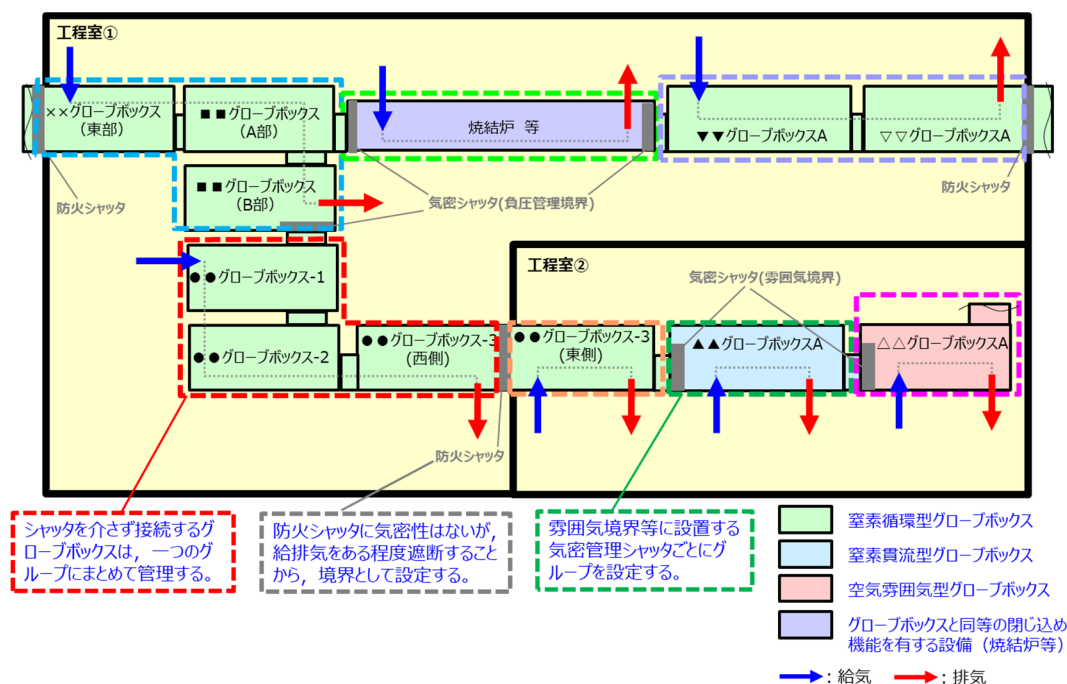 工程室①
××グローブボックス
(東部)
■■グローブボックス
(A部)
焼結炉 等
▼▼グローブボックスA
▽▽グローブボックスA
防火シャッタ
■■グローブボックス
(B部)
気密シャッタ(負圧管理境界)
防火シャッタ
●●グローブボックス-1
工程室②
気密シャッタ(雰囲気境界)
●●グローブボックス-2
●●グローブボックス-3
(西側)
●●グローブボックス-3
(東側)
▲▲グローブボックスA
△△グローブボックスA
防火シャッタ
シャッタを介さず接続するグ
ローブボックスは，一つのグ
ループにまとめて管理する。
防火シャッタに気密性はないが，
給排気をある程度遮断すること
から，境界として設定する。
雰囲気境界等に設置する
気密管理シャッタごとにグ
ループを設定する。
窒素循環型グローブボックス
窒素貫流型グローブボックス
空気雰囲気型グローブボックス
グローブボックスと同等の閉じ込め
機能を有する設備（焼結炉等）
：給気
：排気